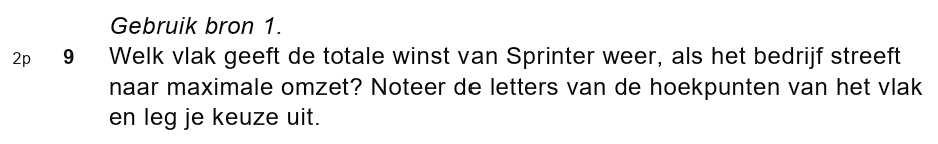 Gebruik bron 1.
2p 9 Welk vlak geeft de totale winst van Sprinter weer, als het bedrijf streeft
naar maximale omzet? Noteer de letters van de hoekpunten van het vlak
en leg je keuze uit.